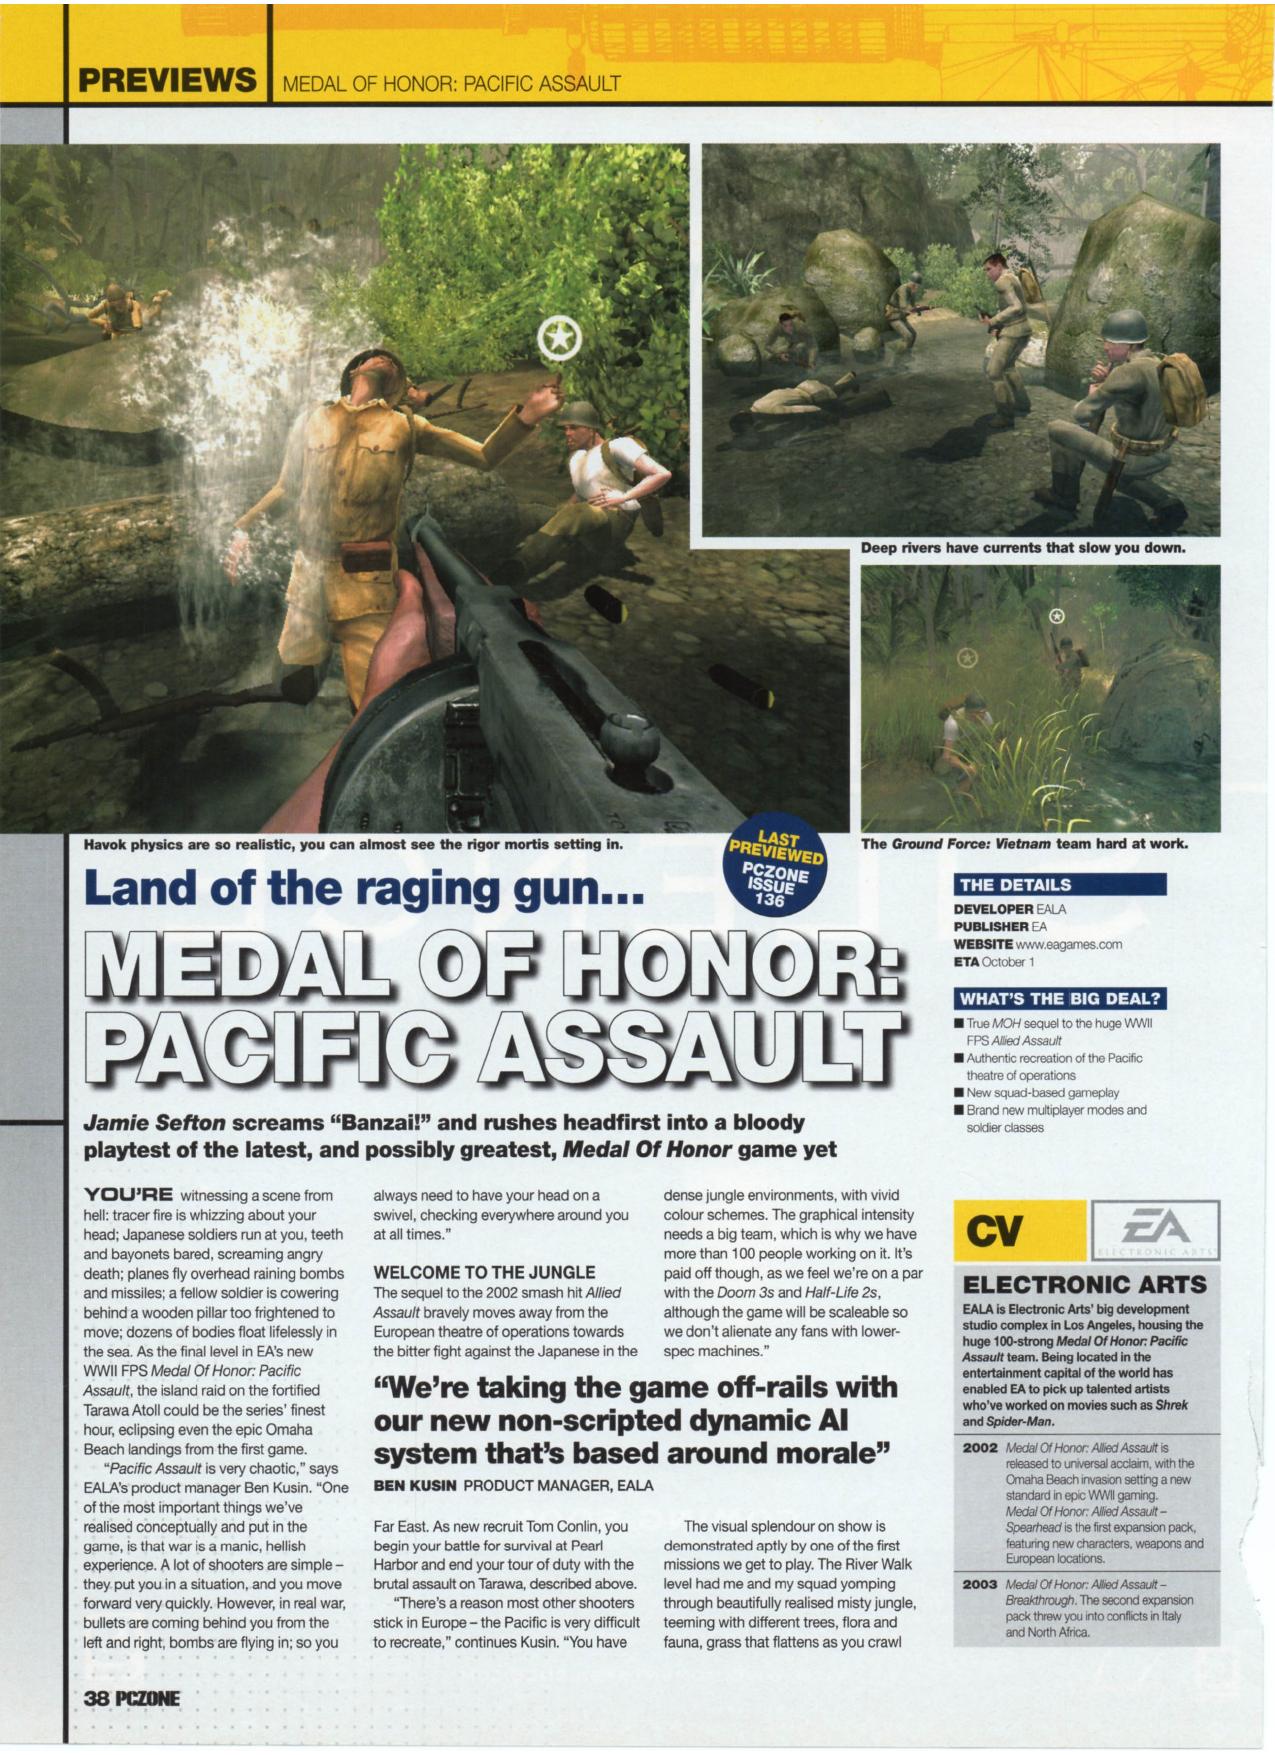 PREVIEWS
MEDAL OF HONOR: PACIFIC ASSAULT
Deep rivers have currents that slow you down.
Havok physics are so realistic, you can almost see the rigor mortis setting in.
The Ground Force: Vietnam team hard at work.
LAST
PREVIEWED
PCZONE
ISSUE
136
Land of the raging gun...
MEDAL OF HONOR:
PACIFIC ASSAULT
Jamie Sefton screams “Banzai!” and rushes headfirst into a bloody
playtest of the latest, and possibly greatest, Medal Of Honor game yet
YOU'RE witnessing a scene from
hell: tracer fire is whizzing about your
head; Japanese soldiers run at you, teeth
and bayonets bared, screaming angry
death; planes fly overhead raining bombs
and missiles; a fellow soldier is cowering
behind a wooden pillar too frightened to
move; dozens of bodies float lifelessly in
the sea. As the final level in EA's new
WWII FPS Medal Of Honor: Pacific
Assault, the island raid on the fortified
Tarawa Atoll could be the series' finest
hour, eclipsing even the epic Omaha
Beach landings from the first game.
“Pacific Assault is very chaotic,” says
EALA's product manager Ben Kusin. “One
of the most important things we've
realised conceptually and put in the
game, is that war is a manic, hellish
experience. A lot of shooters are simple –
they put you in a situation, and you move
forward very quickly. However, in real war,
bullets are coming behind you from the
left and right, bombs are flying in; so you
always need to have your head on a
swivel, checking everywhere around you
at all times.”
WELCOME TO THE JUNGLE
The sequel to the 2002 smash hit Allied
Assault bravely moves away from the
European theatre of operations towards
the bitter fight against the Japanese in the
“We're taking the game off-rails with
our new non-scripted dynamic AI
system that's based around morale”
BEN KUSIN PRODUCT MANAGER, EALA
Far East. As new recruit Tom Conlin, you
begin your battle for survival at Pearl
Harbor and end your tour of duty with the
brutal assault on Tarawa, described above.
“There's a reason most other shooters
stick in Europe – the Pacific is very difficult
to recreate,” continues Kusin. “You have
dense jungle environments, with vivid
colour schemes. The graphical intensity
needs a big team, which is why we have
more than 100 people working on it. It's
paid off though, as we feel we're on a par
with the Doom 3s and Half-Life 2s,
although the game will be scaleable so
we don't alienate any fans with lower-
spec machines.”
The visual splendour on show is
demonstrated aptly by one of the first
missions we get to play. The River Walk
level had me and my squad yomping
through beautifully realised misty jungle,
teeming with different trees, flora and
fauna, grass that flattens as you crawl
THE DETAILS
DEVELOPER EALA
PUBLISHER EA
WEBSITE www.eagames.com
ETA October 1
WHAT'S THE BIG DEAL?
■ True MOH sequel to the huge WWII
FPS Allied Assault
■ Authentic recreation of the Pacific
theatre of operations
■ New squad-based gameplay
■ Brand new multiplayer modes and
soldier classes
CV
EA
ELECTRONIC ARTS
ELECTRONIC ARTS
EALA is Electronic Arts' big development
studio complex in Los Angeles, housing the
huge 100-strong Medal Of Honor: Pacific
Assault team. Being located in the
entertainment capital of the world has
enabled EA to pick up talented artists
who've worked on movies such as Shrek
and Spider-Man.
2002 Medal Of Honor: Allied Assault is
released to universal acclaim, with the
Omaha Beach invasion setting a new
standard in epic WWII gaming.
Medal Of Honor: Allied Assault –
Spearhead is the first expansion pack,
featuring new characters, weapons and
European locations.
2003 Medal Of Honor: Allied Assault –
Breakthrough. The second expansion
pack threw you into conflicts in Italy
and North Africa.
38 PCZONE